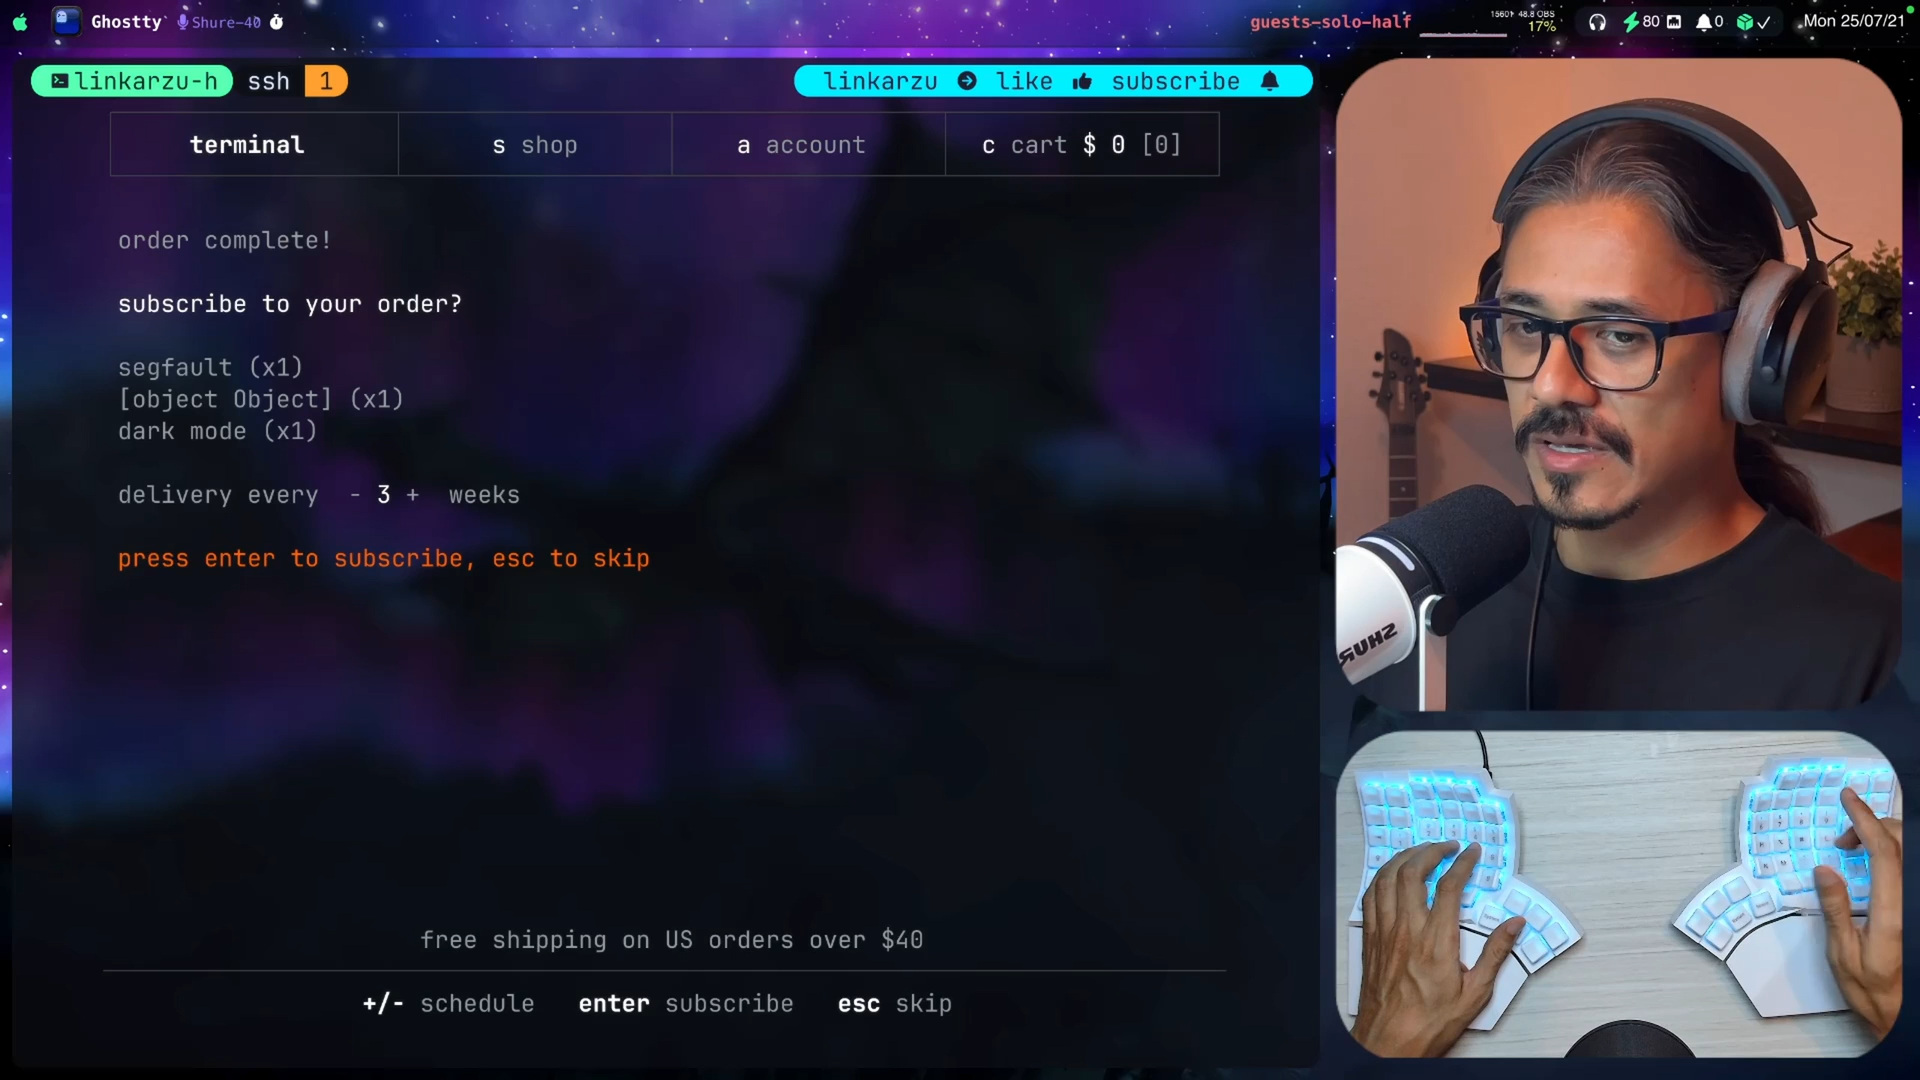 Ghostty Shure-40
guests-solo-half
17%
80 0 Mon 25/07/21
linkarzu-h ssh 1
linkarzu like subscribe
terminal s shop a account c cart $ 0 [0]
order complete!
subscribe to your order?
segfault (x1)
[object Object] (x1)
dark mode (x1)
delivery every - 3 + weeks
press enter to subscribe, esc to skip
free shipping on US orders over $40
+/- schedule enter subscribe esc skip
SHURE